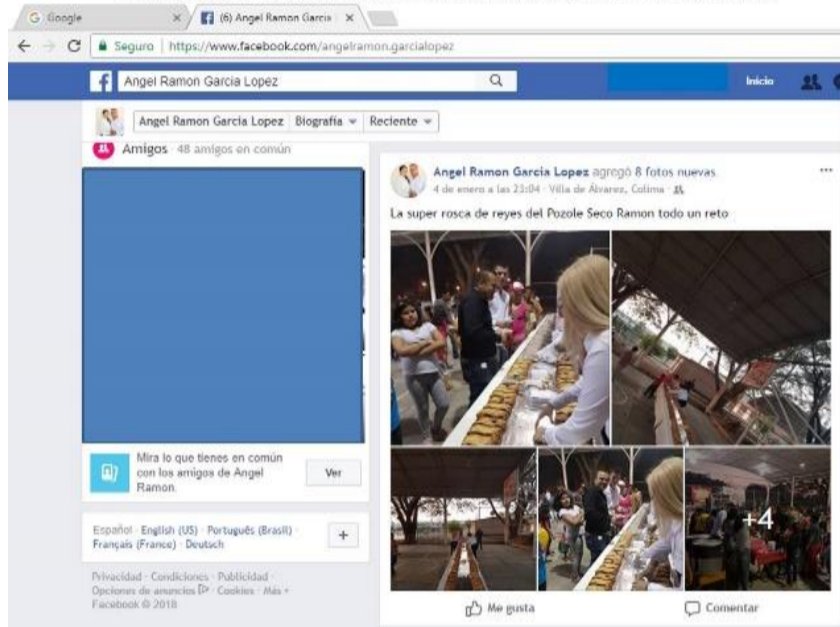 Google
(6) Angel Ramon Garcia
Seguro | https://www.facebook.com/angelramon.garcialopez
Angel Ramon Garcia Lopez
Inicio
Angel Ramon Garcia Lopez Biografía Reciente
Amigos · 48 amigos en común
Angel Ramon Garcia Lopez agregó 8 fotos nuevas.
4 de enero a las 23:04 · Villa de Álvarez, Colima ·
La super rosca de reyes del Pozole Seco Ramon todo un reto
+4
Mira lo que tienes en común
con los amigos de Angel
Ramon.
Ver
Español · English (US) · Português (Brasil) ·
Français (France) · Deutsch
+
Privacidad · Condiciones · Publicidad ·
Opciones de anuncios · Cookies · Más
Facebook © 2018
Me gusta
Comentar